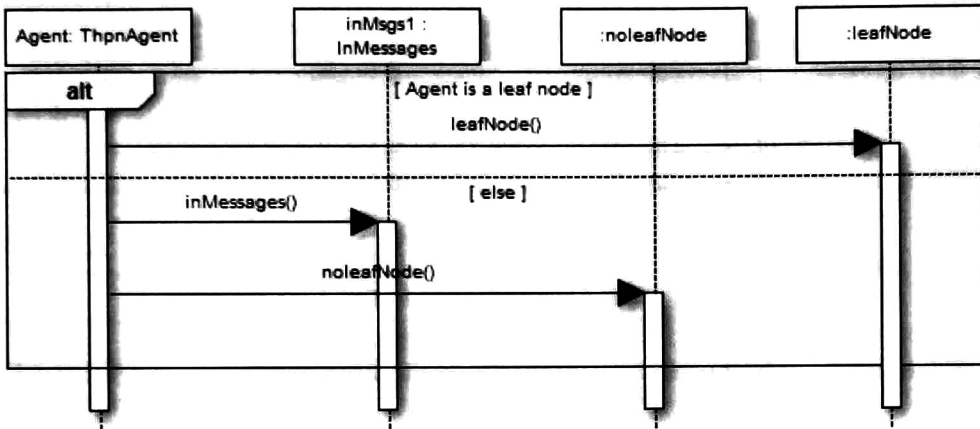 Agent: ThpnAgent
inMsgs1 :
InMessages
:noleafNode
:leafNode
alt
[ Agent is a leaf node ]
leafNode()
[ else ]
inMessages()
noleafNode()